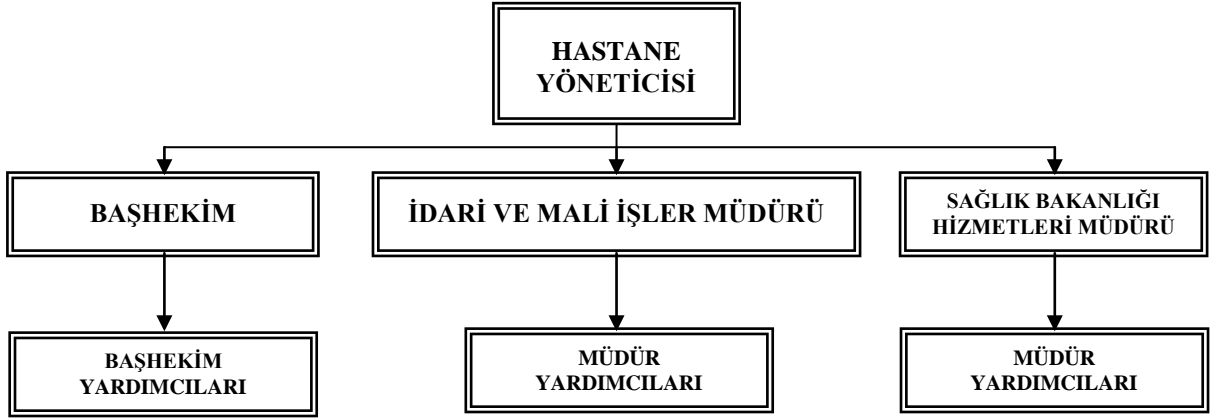 HASTANE
YÖNETİCİSİ
BAŞHEKİM
İDARİ VE MALİ İŞLER MÜDÜRÜ
SAĞLIK BAKANLIĞI
HİZMETLERİ MÜDÜRÜ
BAŞHEKİM
YARDIMCILARI
MÜDÜR
YARDIMCILARI
MÜDÜR
YARDIMCILARI